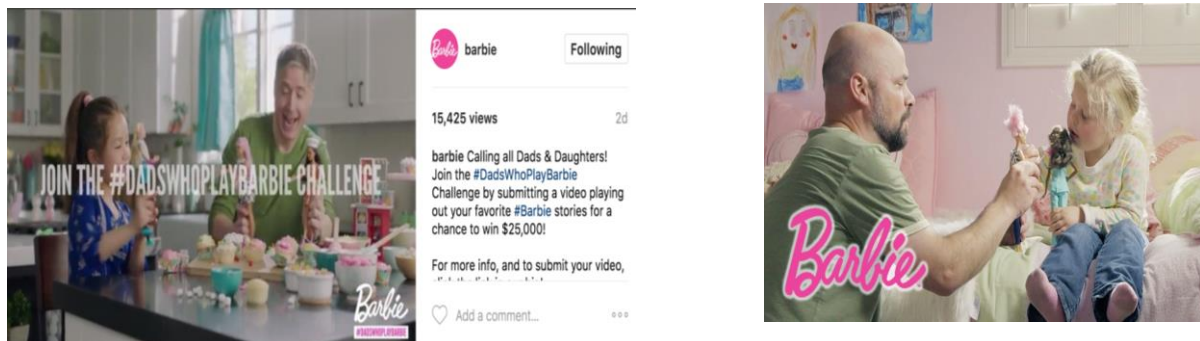 JOIN THE #DADSWHOPLAYBARBIE CHALLENGE
Barbie
#DADSWHOPLAYBARBIE
Barbie
barbie
Following
15,425 views
2d
barbie Calling all Dads & Daughters!
Join the #DadsWhoPlayBarbie
Challenge by submitting a video playing
out your favorite #Barbie stories for a
chance to win $25,000!
For more info, and to submit your video,
Add a comment...
Barbie